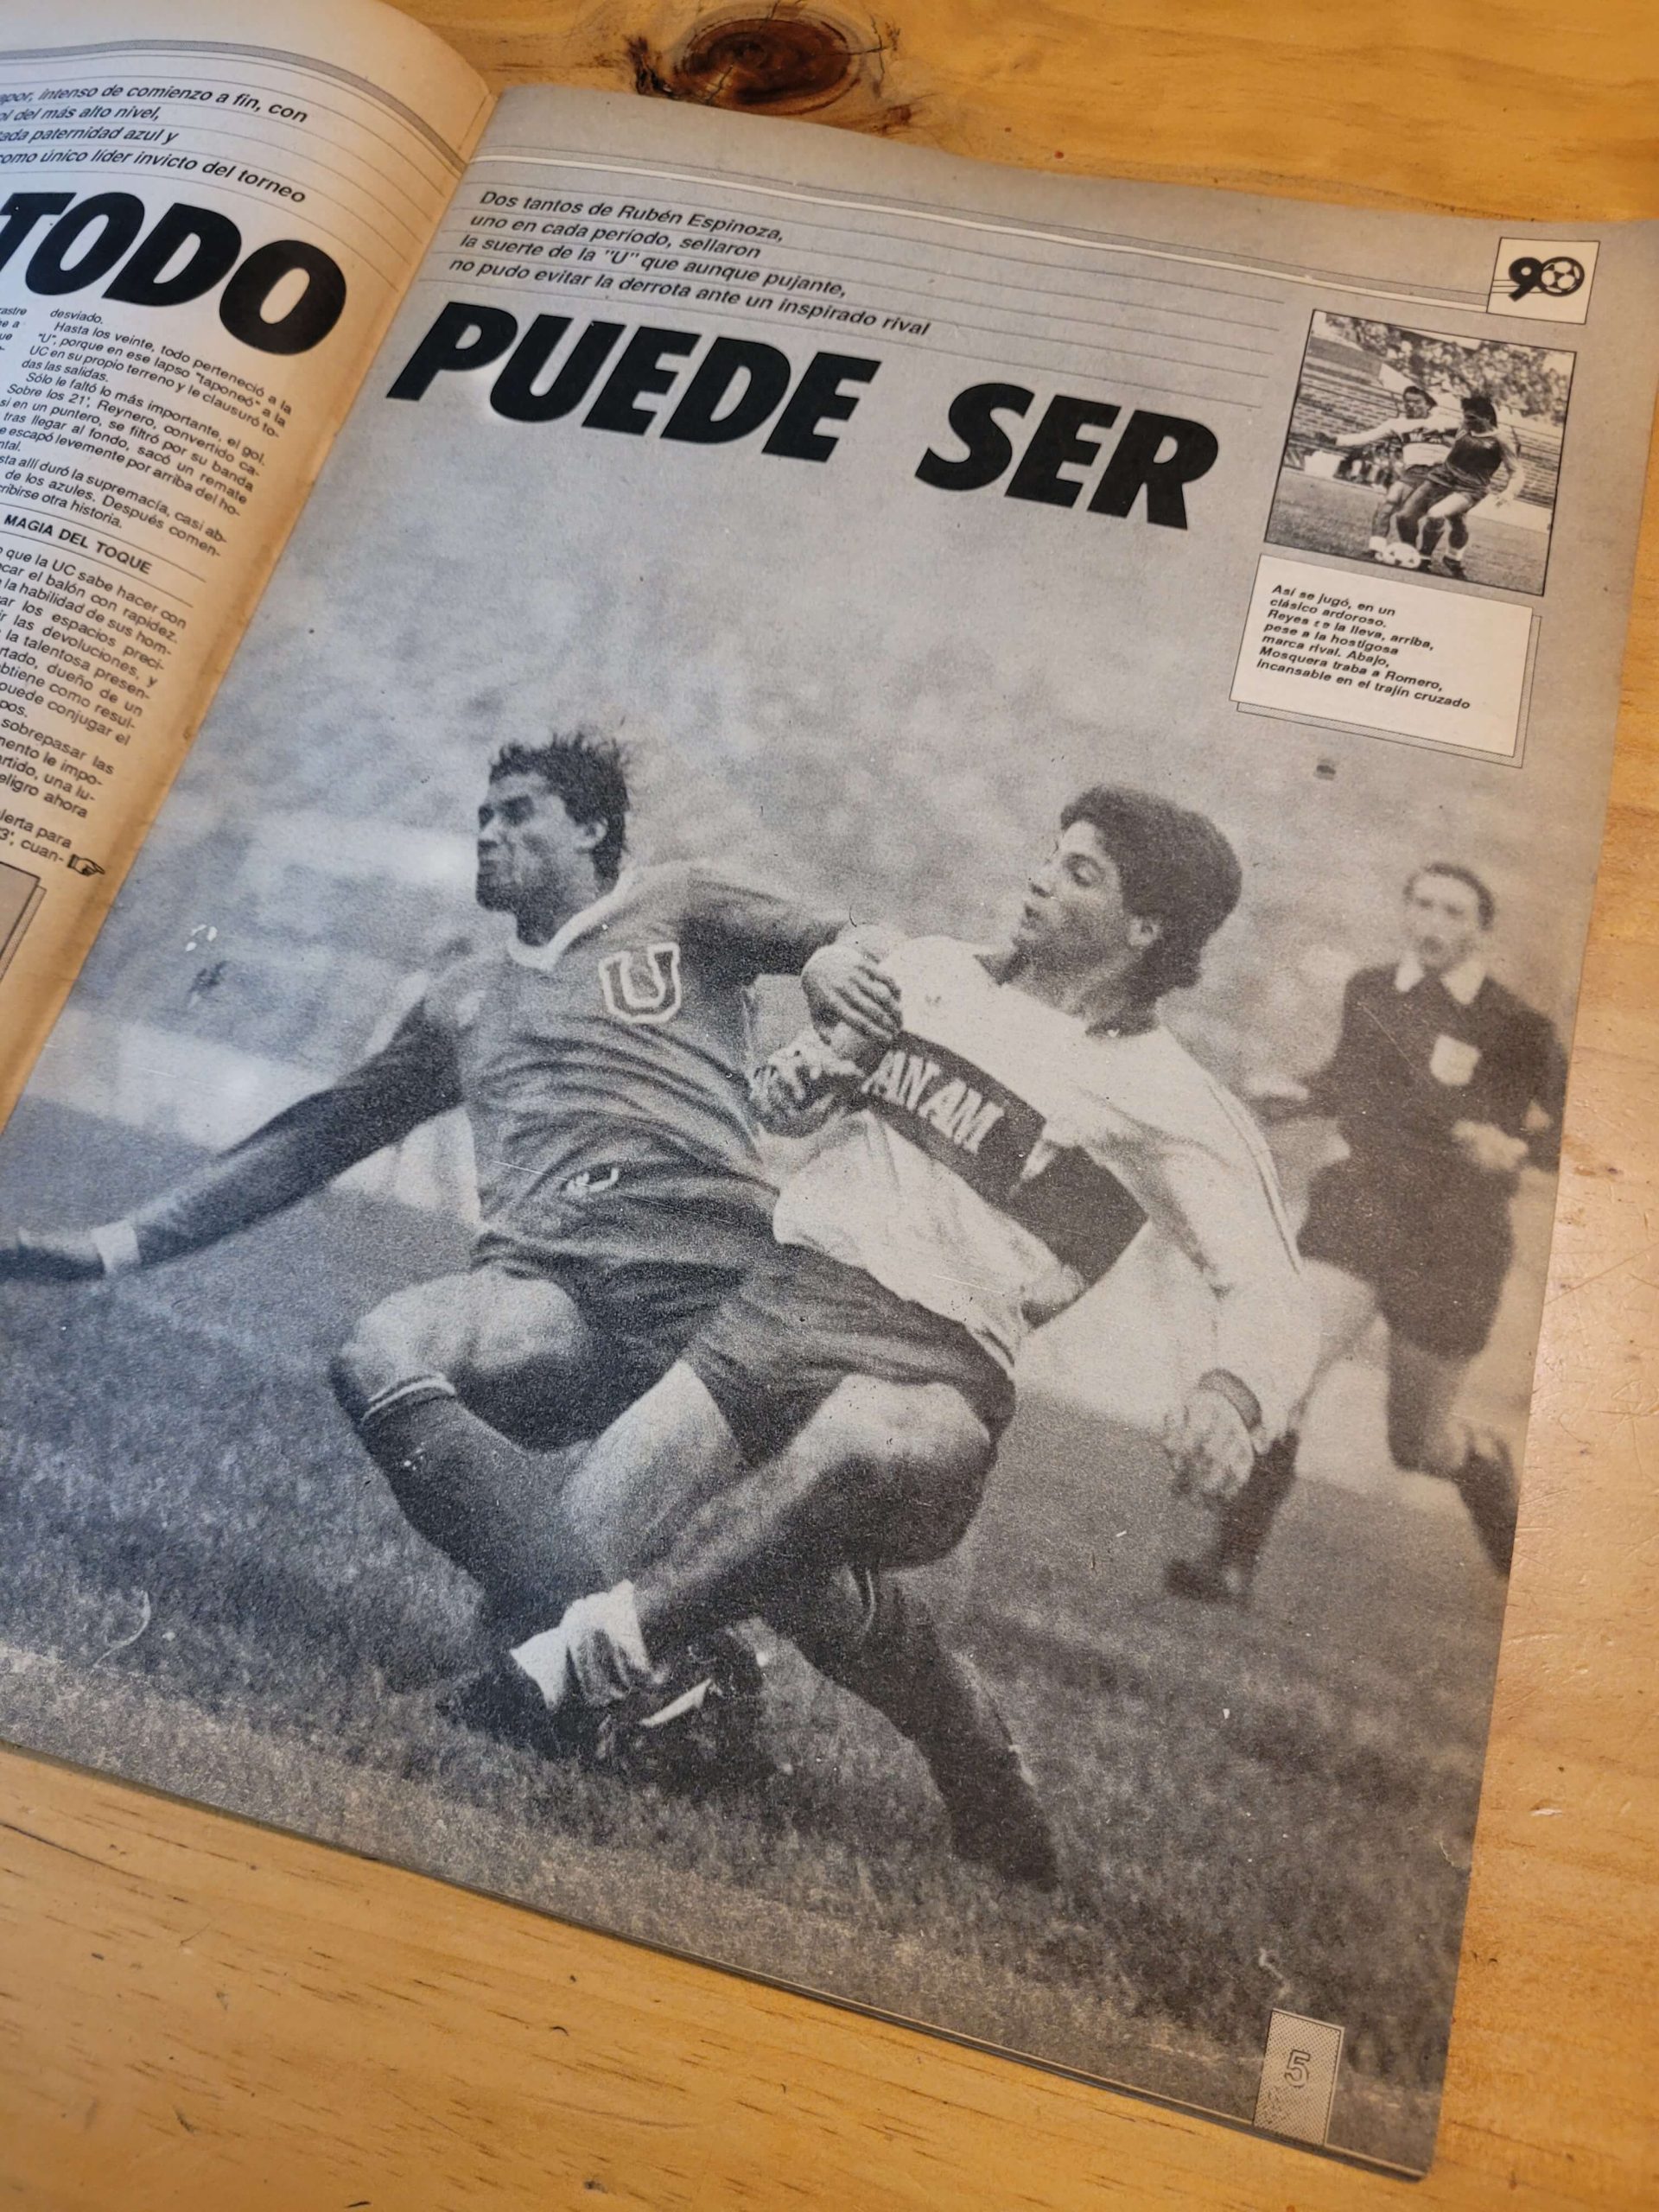 intenso de comienzo a fin, con
del más alto nivel,
paternidad azul y
como único líder invicto del torneo
TODO
desviado.
Hasta los veinte, todo perteneció a la
"U", porque en ese lapso "taponeó" a la
UC en su propio terreno y le clausuró to-
das las salidas.
Sólo le faltó lo más importante, el gol.
Sobre los 21', Reynero, convertido ca-
si en un puntero, se filtró por su banda
tras llegar al fondo, sacó un remate
escapó levemente por arriba del ho-
allí duró la supremacía, casi ab-
de los azules. Después comen-
otra historia.
MAGIA DEL TOQUE
que la UC sabe hacer con
el balón con rapidez.
la habilidad de sus hom-
los espacios preci-
las devoluciones, y
la talentosa presen-
dueño de un
como resul-
puede conjugar el
sobrepasar las
le impo-
una lu-
ahora
para
cuan-
Dos tantos de Rubén Espinoza,
uno en cada período, sellaron
la suerte de la "U" que aunque pujante,
no pudo evitar la derrota ante un inspirado rival
PUEDE SER
90
Así se jugó, en un
clásico ardoroso.
Reyes se la lleva, arriba,
pese a la hostigosa
marca rival. Abajo,
Mosquera traba a Romero,
incansable en el trajín cruzado
U
ANAM
5